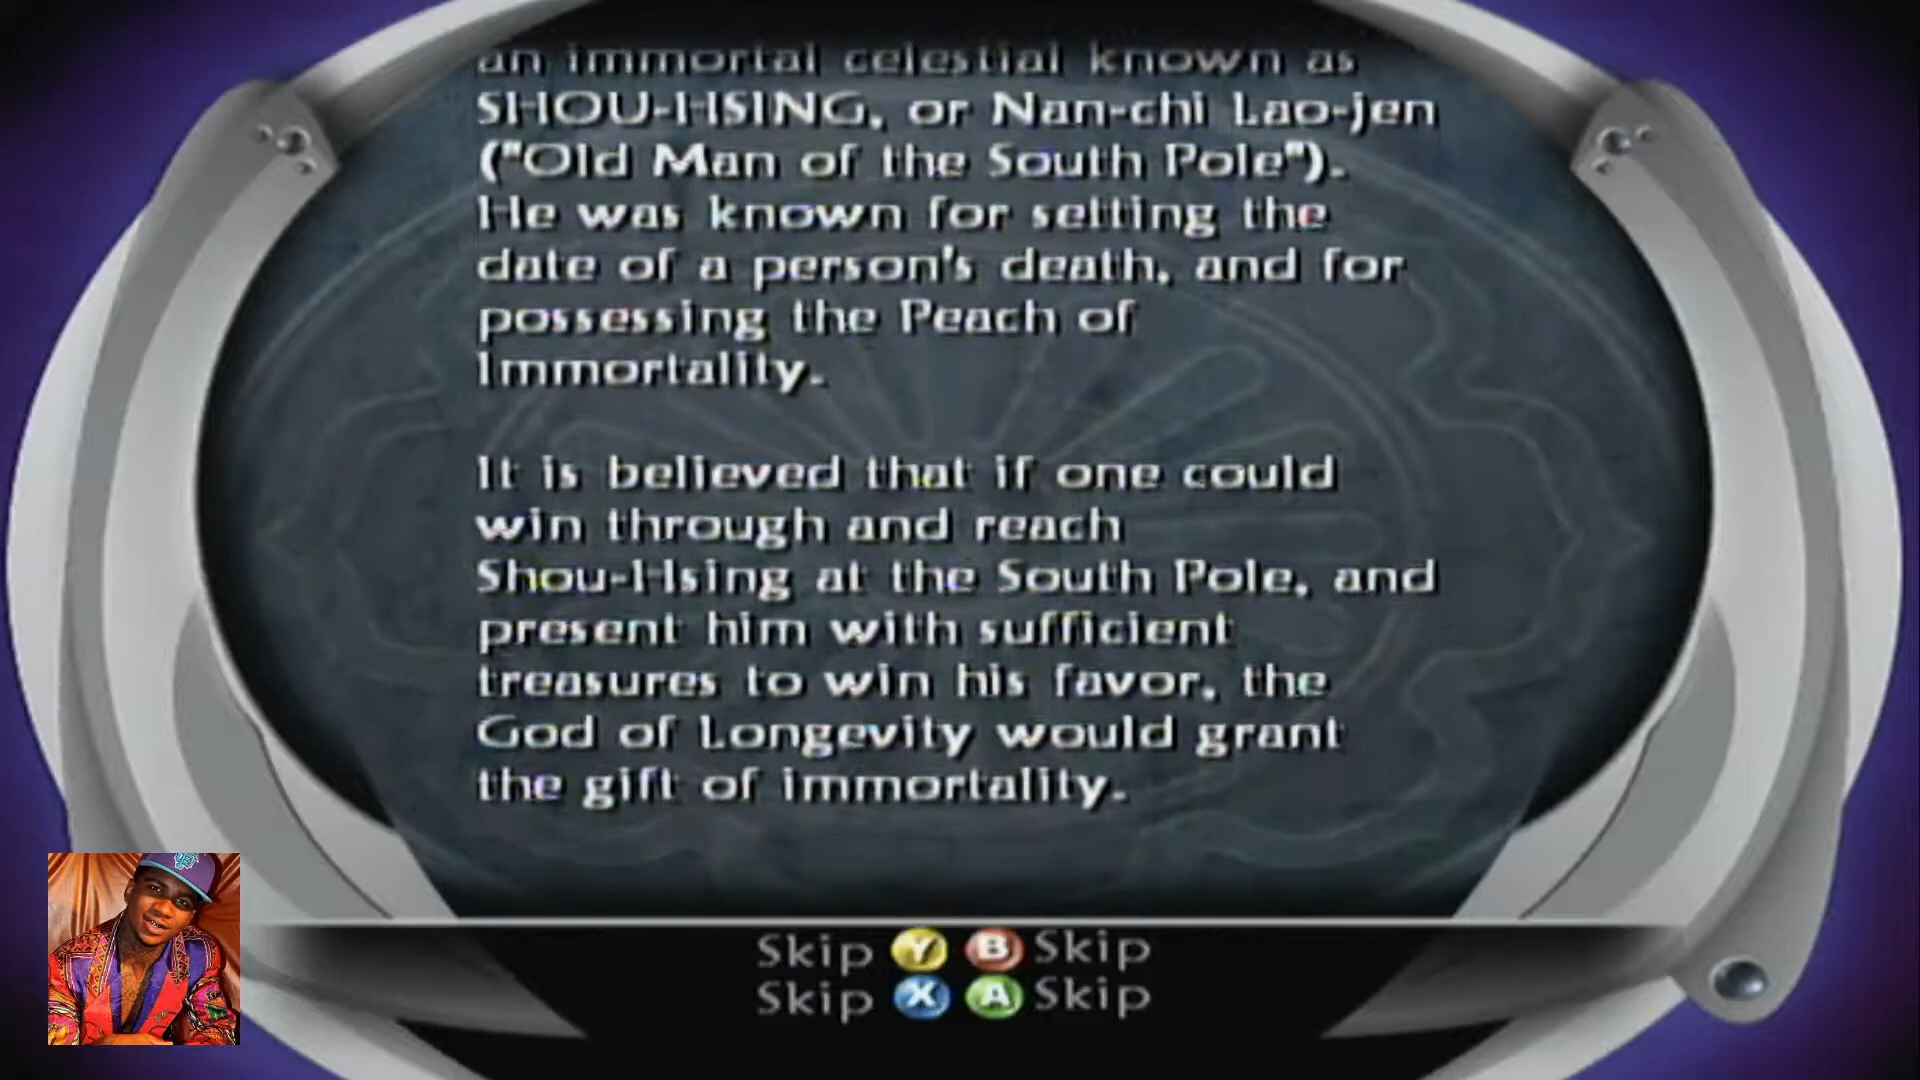 an immortal celestial known as
SHOU-HSING, or Nan-chi Lao-jen
("Old Man of the South Pole").
He was known for setting the
date of a person's death, and for
possessing the Peach of
Immortality.
It is believed that if one could
win through and reach
Shou-Hsing at the South Pole, and
present him with sufficient
treasures to win his favor, the
God of Longevity would grant
the gift of immortality.
Skip Y B Skip
Skip X A Skip